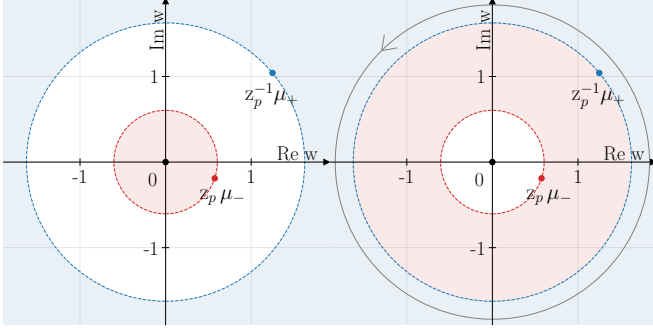 Im w
1
z_p^{-1} μ_+
Re w
-1
0
1
z_p μ_-
-1
Im w
1
z_p^{-1} μ_+
Re w
-1
0
1
z_p μ_-
-1